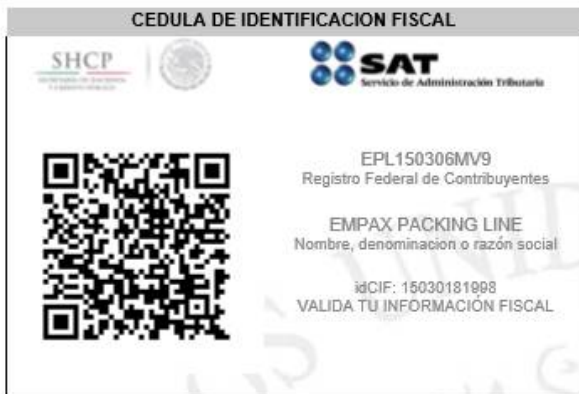 CEDULA DE IDENTIFICACION FISCAL
SHCP
SAT
Servicio de Administración Tributaria
EPL150306MV9
Registro Federal de Contribuyentes
EMPAX PACKING LINE
Nombre, denominacion o razón social
idCIF: 15030181998
VALIDA TU INFORMACIÓN FISCAL